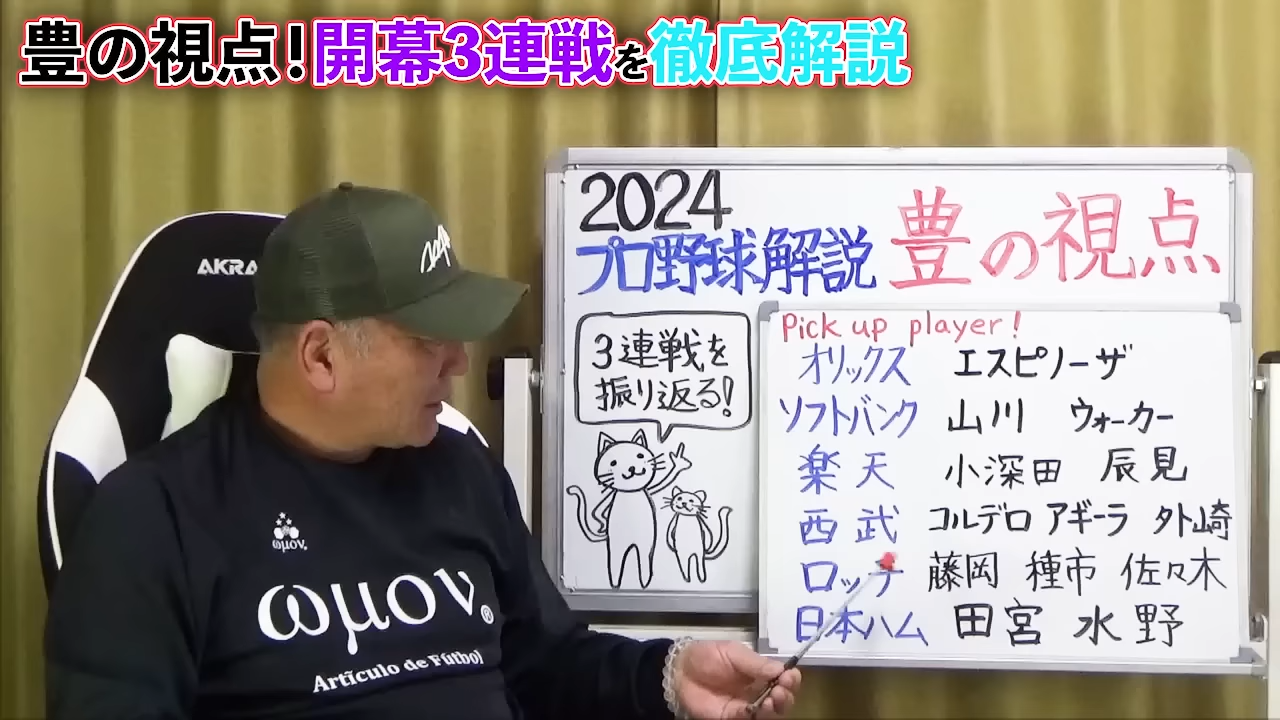 豊の視点!開幕3連戦を徹底解説
AKRA
2024
プロ野球解説 豊の視点
3連戦を
振り返る!
Pick up player!
オリックス エスピノーザ
ソフトバンク 山川 ウォーカー
楽天 小深田 辰見
西武 コルデロ アギーラ 外崎
ロッテ 藤岡 種市 佐々木
日本ハム 田宮 水野
ωμον.
ωμον.®
Artículo de Fútbol